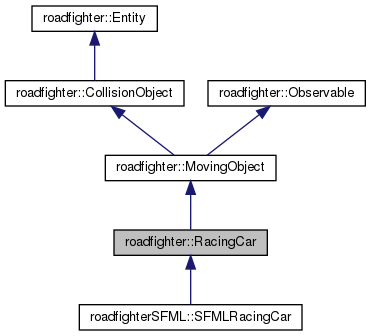 roadfighter::Entity
roadfighter::CollisionObject
roadfighter::Observable
roadfighter::MovingObject
roadfighter::RacingCar
roadfighterSFML::SFMLRacingCar